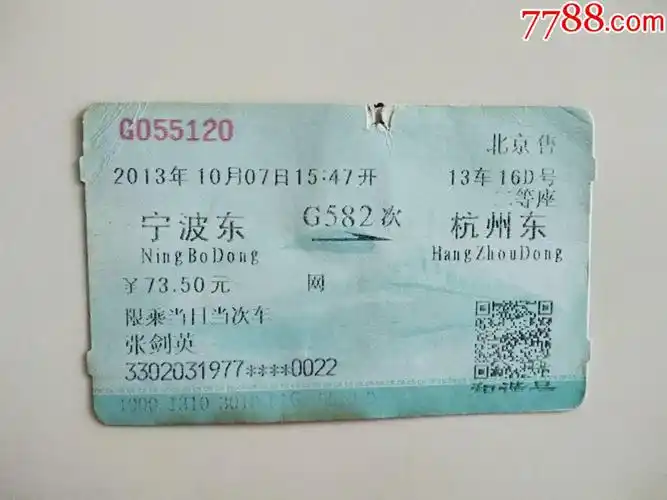 7788.com
G055120
北京售
2013年10月07日15:47开
13车16D号
二等座
宁波东
G582次
杭州东
NingBoDong
HangZhouDong
￥73.50元
网
限乘当日当次车
张剑英
3302031977****0022
和谐号